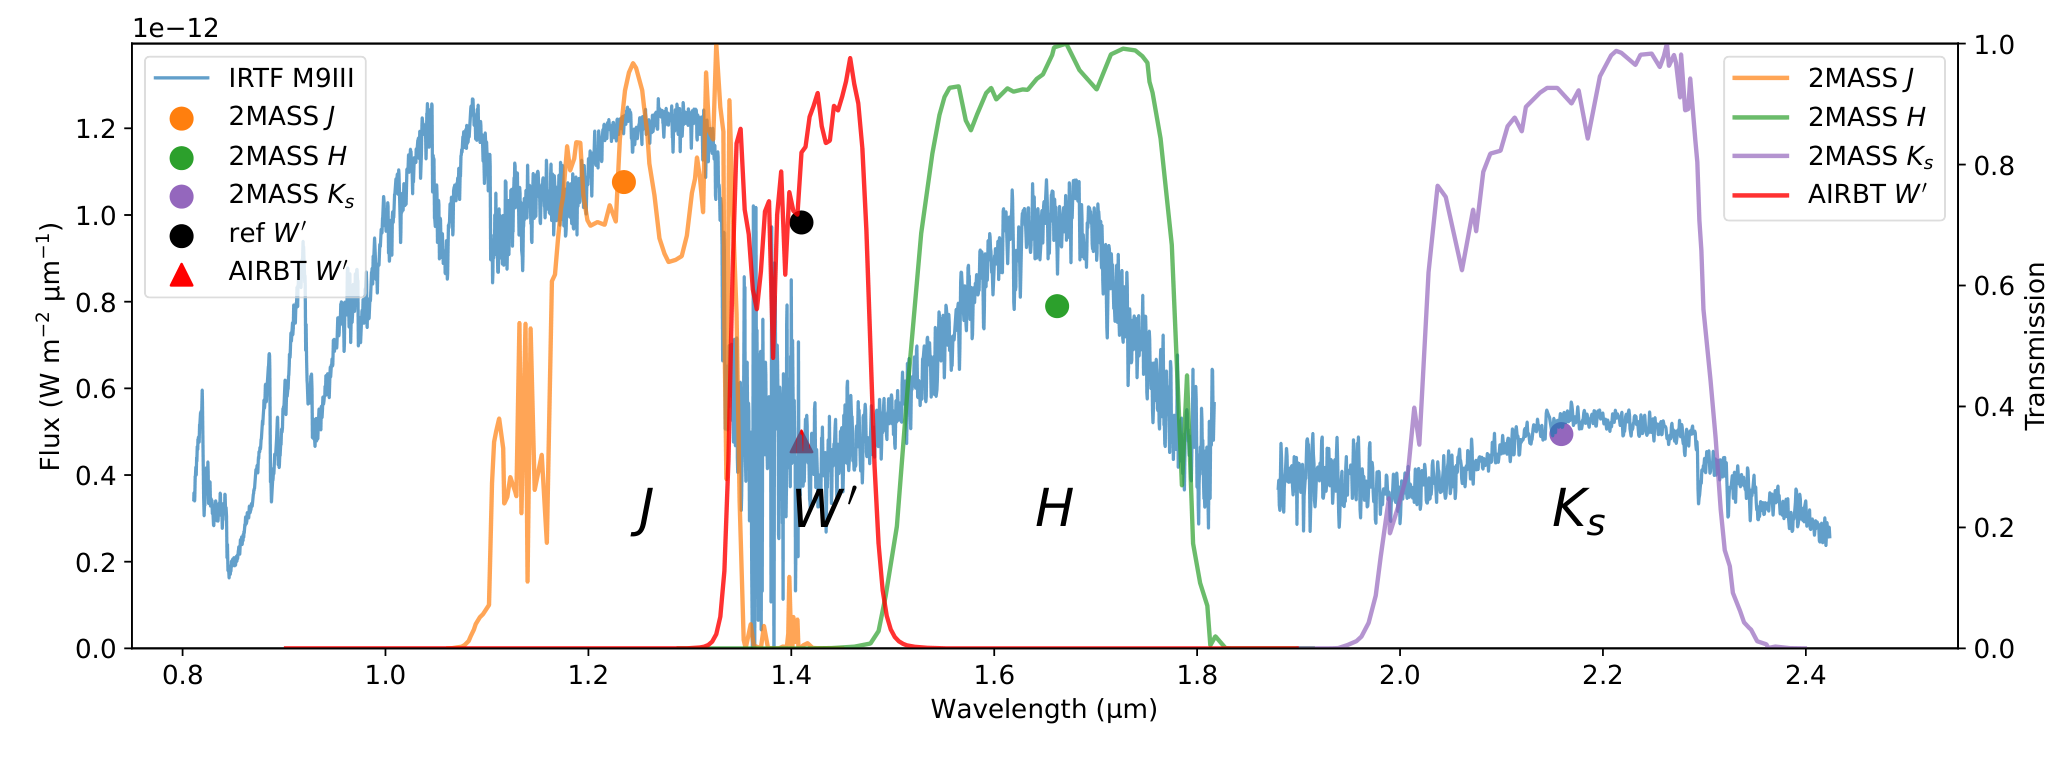 1e−12
IRTF M9III
2MASS J
2MASS H
2MASS Ks
ref W′
AIRBT W′
2MASS J
2MASS H
2MASS Ks
AIRBT W′
J
W′
H
Ks
0.0
0.2
0.4
0.6
0.8
1.0
1.2
Flux (W m−2 μm−1)
0.0
0.2
0.4
0.6
0.8
1.0
Transmission
0.8 1.0 1.2 1.4 1.6 1.8 2.0 2.2 2.4
Wavelength (μm)